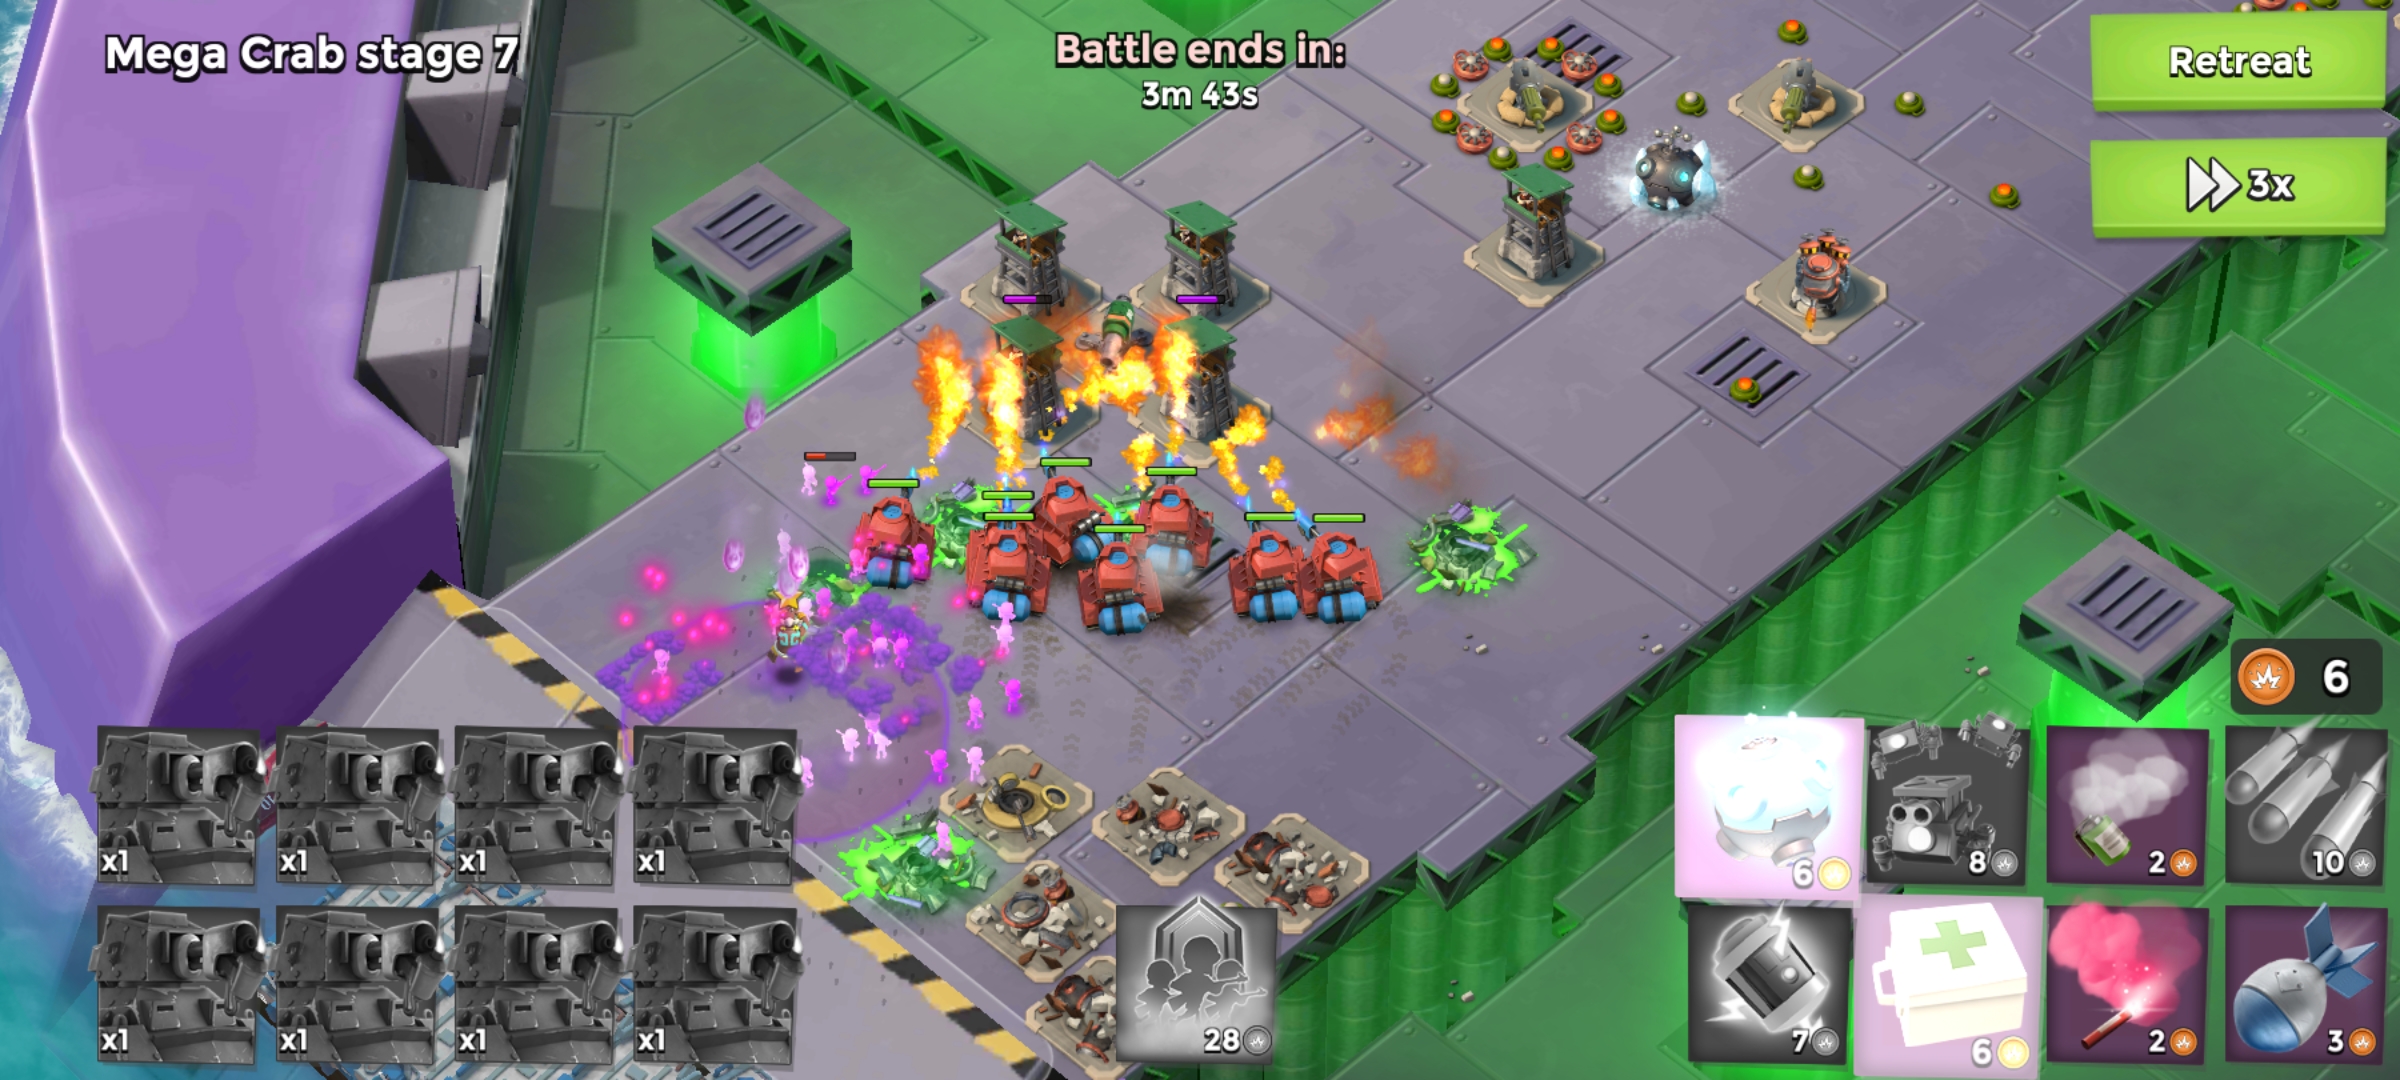 Mega Crab stage 7
Battle ends in:
3m 43s
Retreat
3x
6
x1
x1
x1
x1
6
8
2
10
x1
x1
x1
x1
28
7
6
2
3